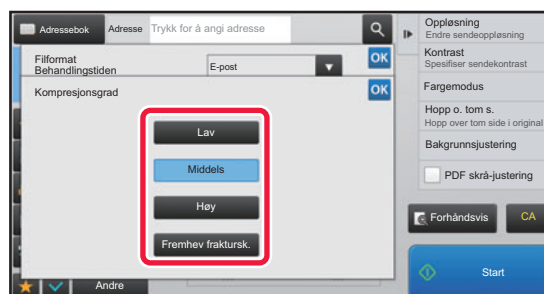 Adressebok
Adresse
Trykk for å angi adresse
Filformat
Behandlingstiden
E-post
OK
Kompresjonsgrad
OK
Lav
Middels
Høy
Fremhev fraktursk.
Andre
Oppløsning
Endre sendeoppløsning
Kontrast
Spesifiser sendekontrast
Fargemodus
Hopp o. tom s.
Hopp over tom side i original
Bakgrunnsjustering
PDF skrå-justering
Forhåndsvis
CA
Start